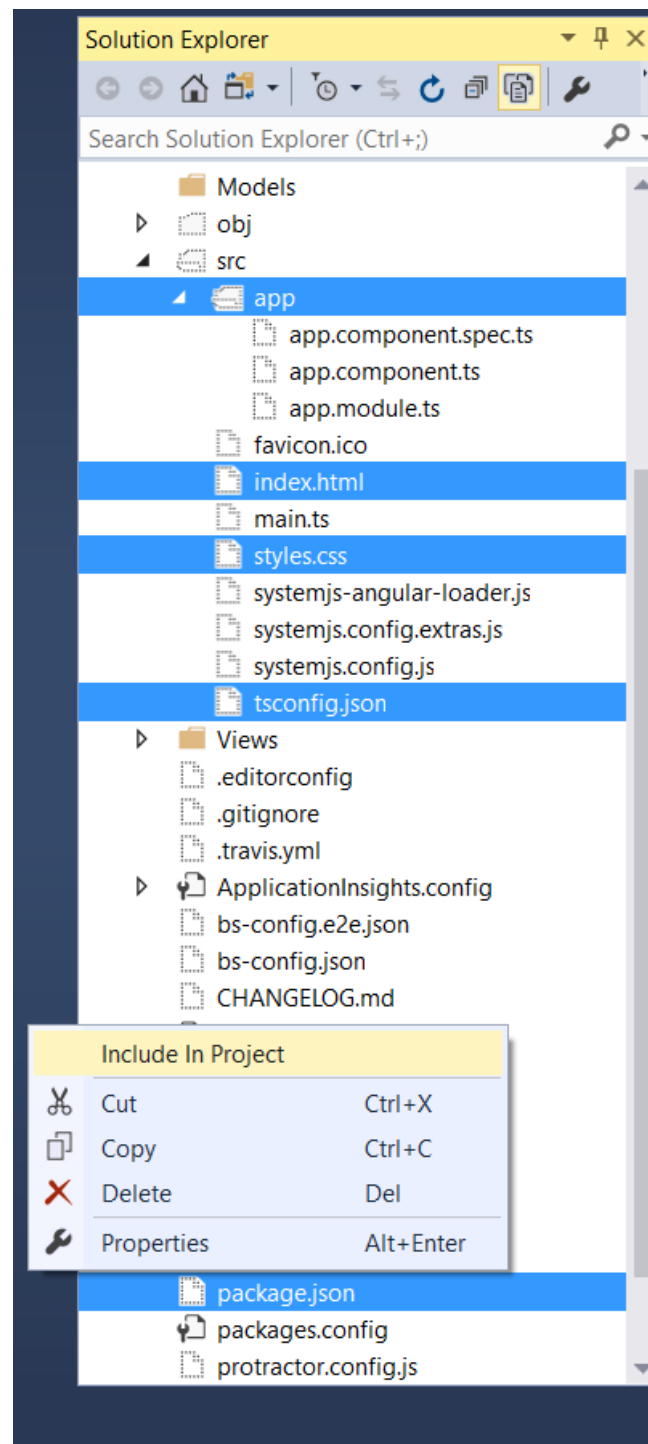 Solution Explorer
Search Solution Explorer (Ctrl+;)
Models
obj
src
app
app.component.spec.ts
app.component.ts
app.module.ts
favicon.ico
index.html
main.ts
styles.css
systemjs-angular-loader.js
systemjs.config.extras.js
systemjs.config.js
tsconfig.json
Views
.editorconfig
.gitignore
.travis.yml
ApplicationInsights.config
bs-config.e2e.json
bs-config.json
CHANGELOG.md
Include In Project
Cut Ctrl+X
Copy Ctrl+C
Delete Del
Properties Alt+Enter
package.json
packages.config
protractor.config.js